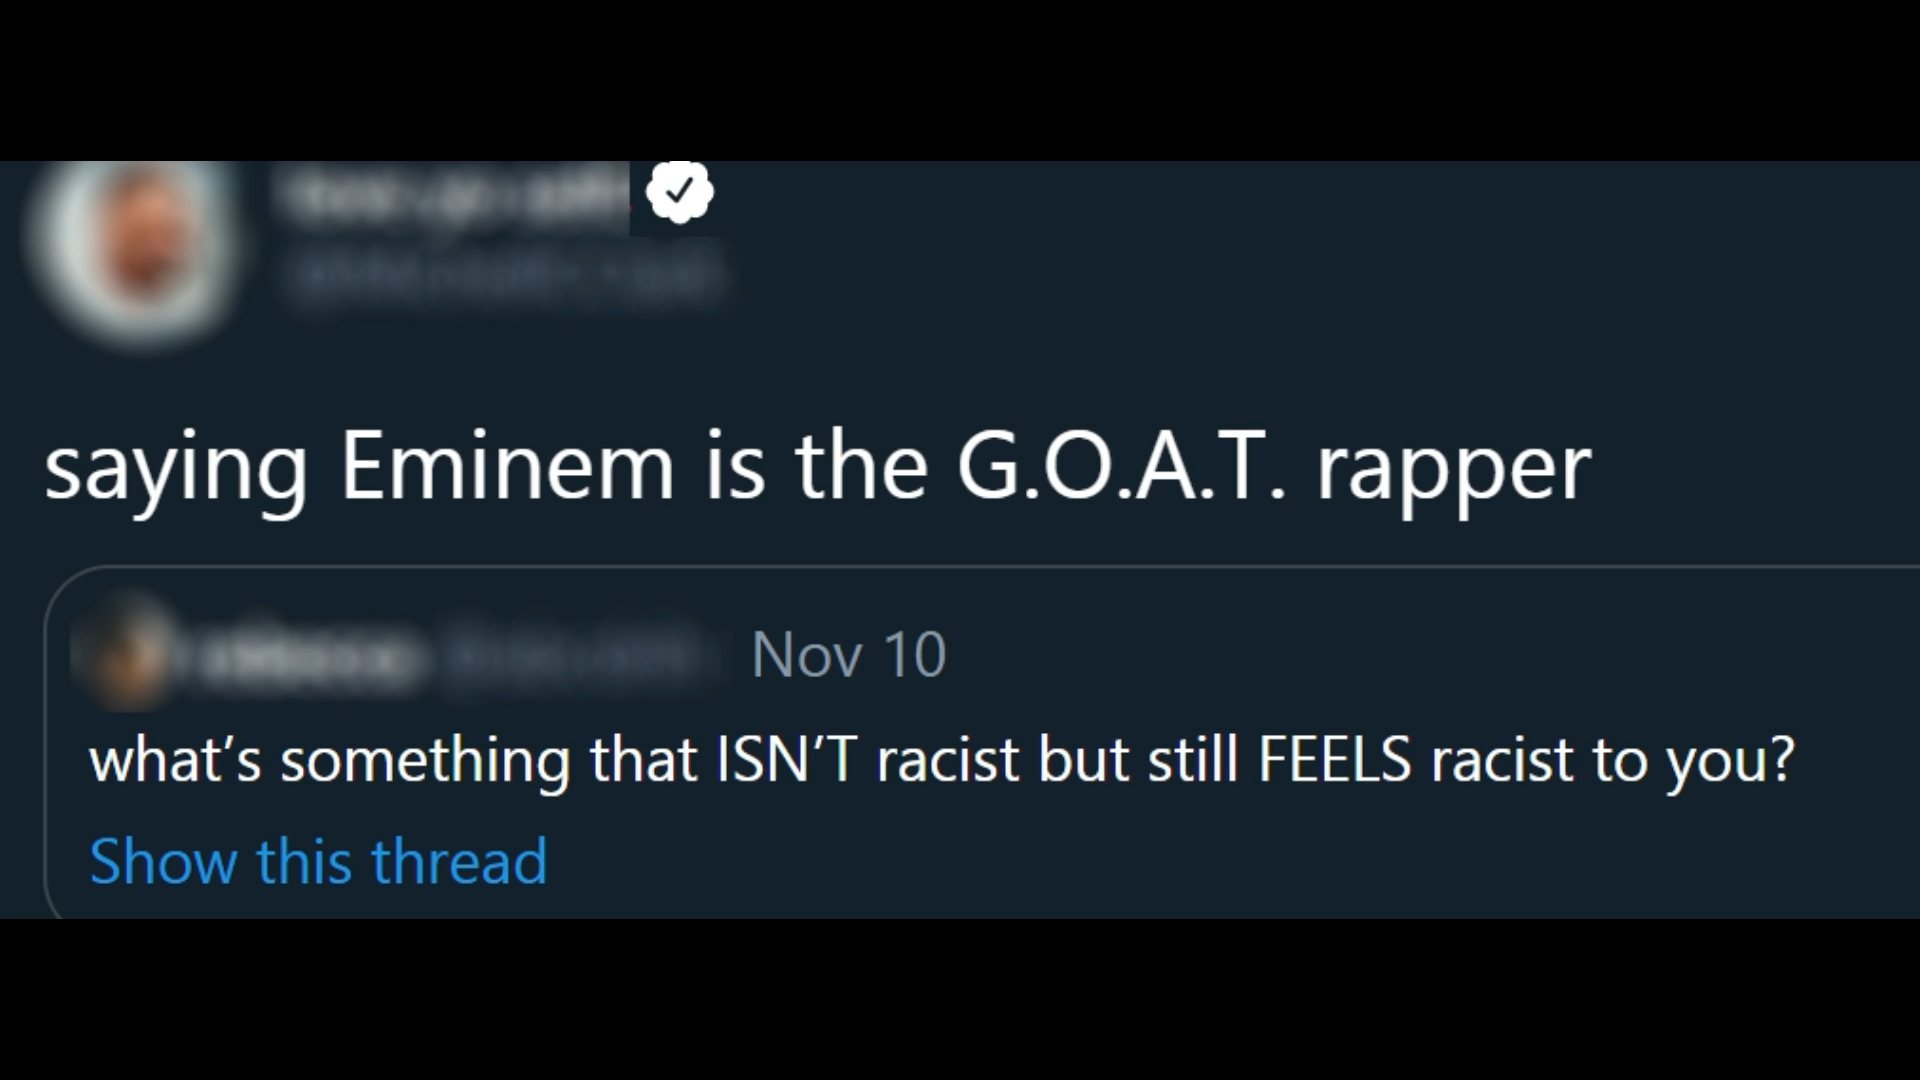 saying Eminem is the G.O.A.T. rapper
Nov 10
what’s something that ISN’T racist but still FEELS racist to you?
Show this thread